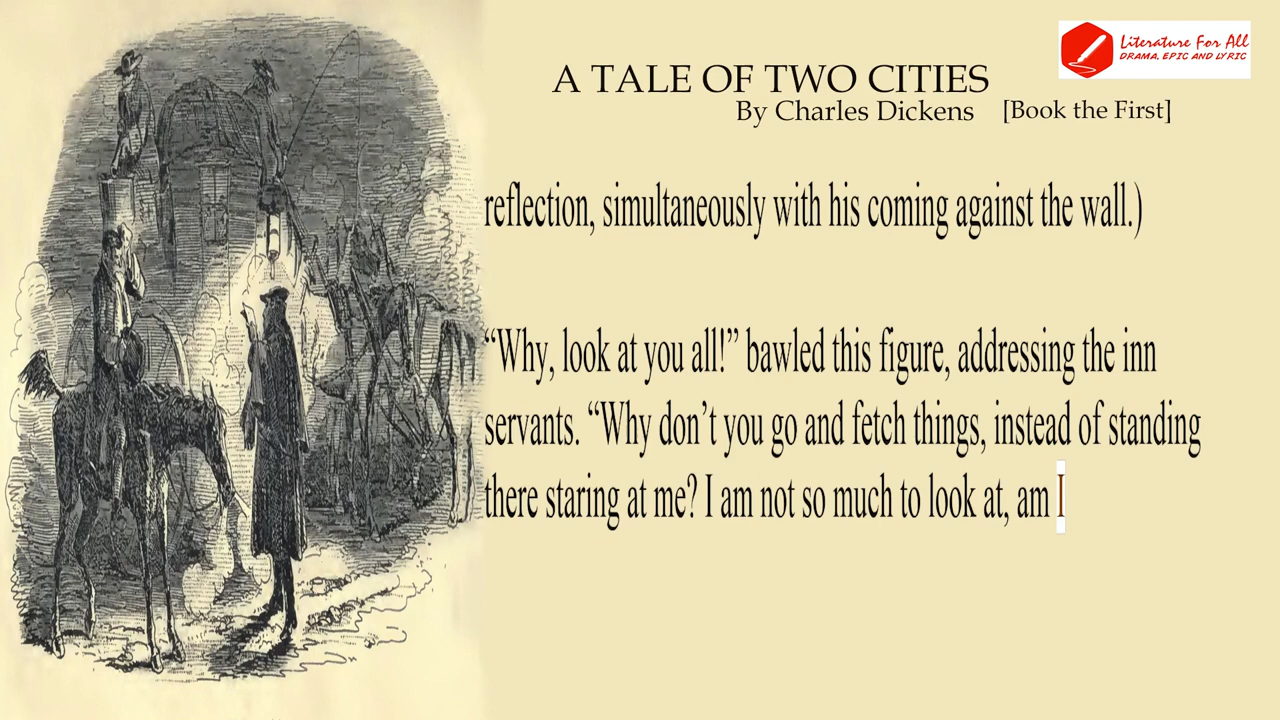 Literature For All
DRAMA, EPIC AND LYRIC
A TALE OF TWO CITIES
By Charles Dickens [Book the First]
reflection, simultaneously with his coming against the wall.)
“Why, look at you all!” bawled this figure, addressing the inn
servants. “Why don’t you go and fetch things, instead of standing
there staring at me? I am not so much to look at, am I